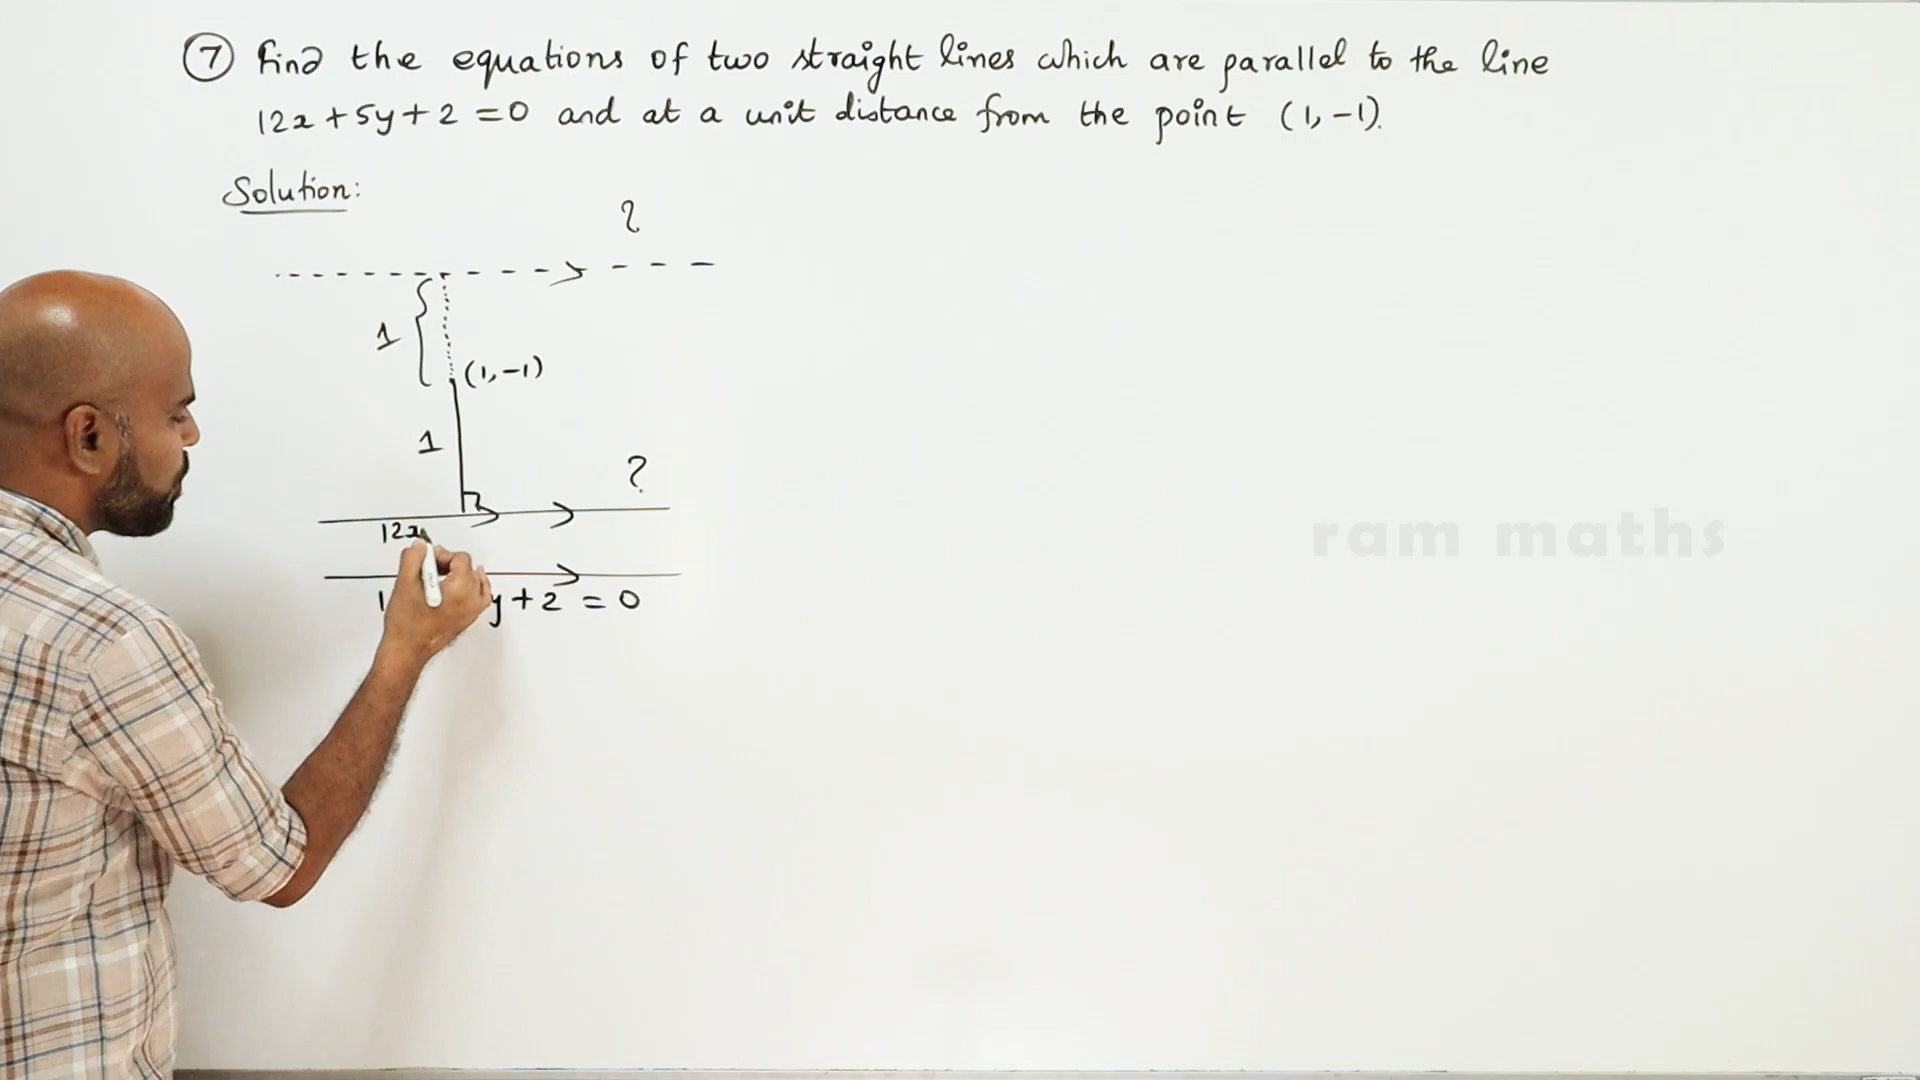 7 Find the equations of two straight lines which are parallel to the line
12x + 5y + 2 = 0 and at a unit distance from the point (1, -1).
Solution:
?
1
(1, -1)
1
?
12x
y + 2 = 0
ram maths